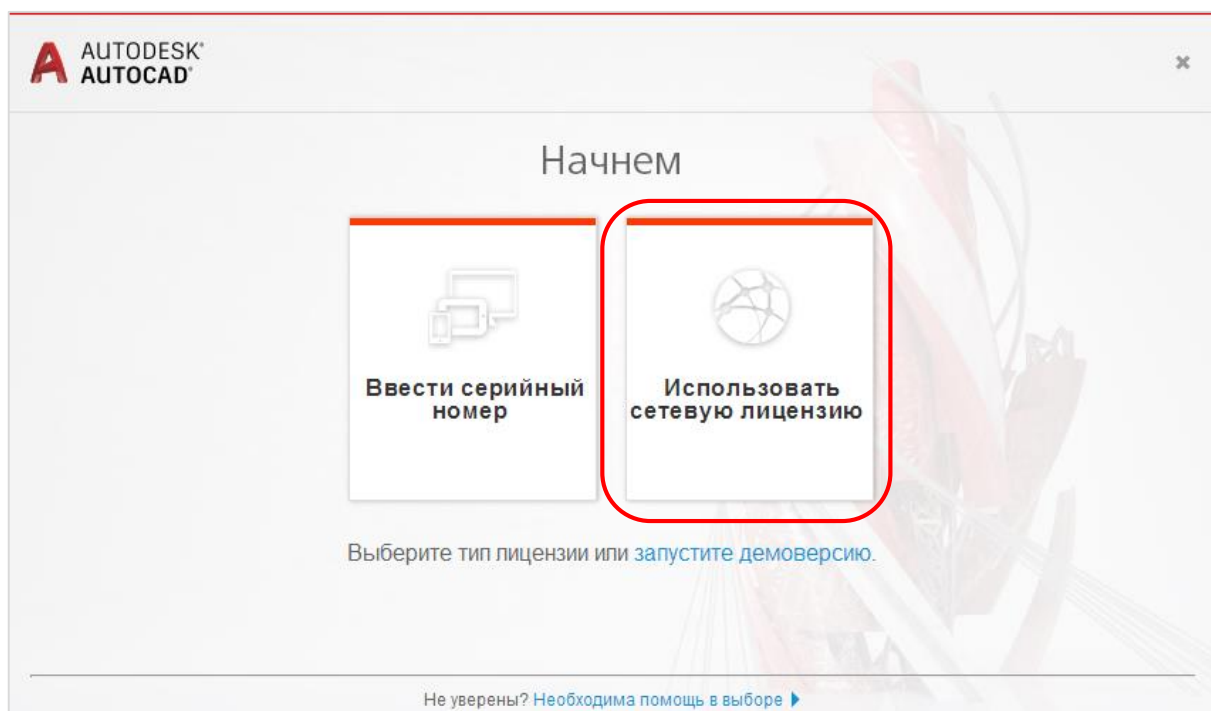 AUTODESK®
AUTOCAD®
Начнем
Ввести серийный
номер
Использовать
сетевую лицензию
Выберите тип лицензии или запустите демоверсию.
Не уверены? Необходима помощь в выборе